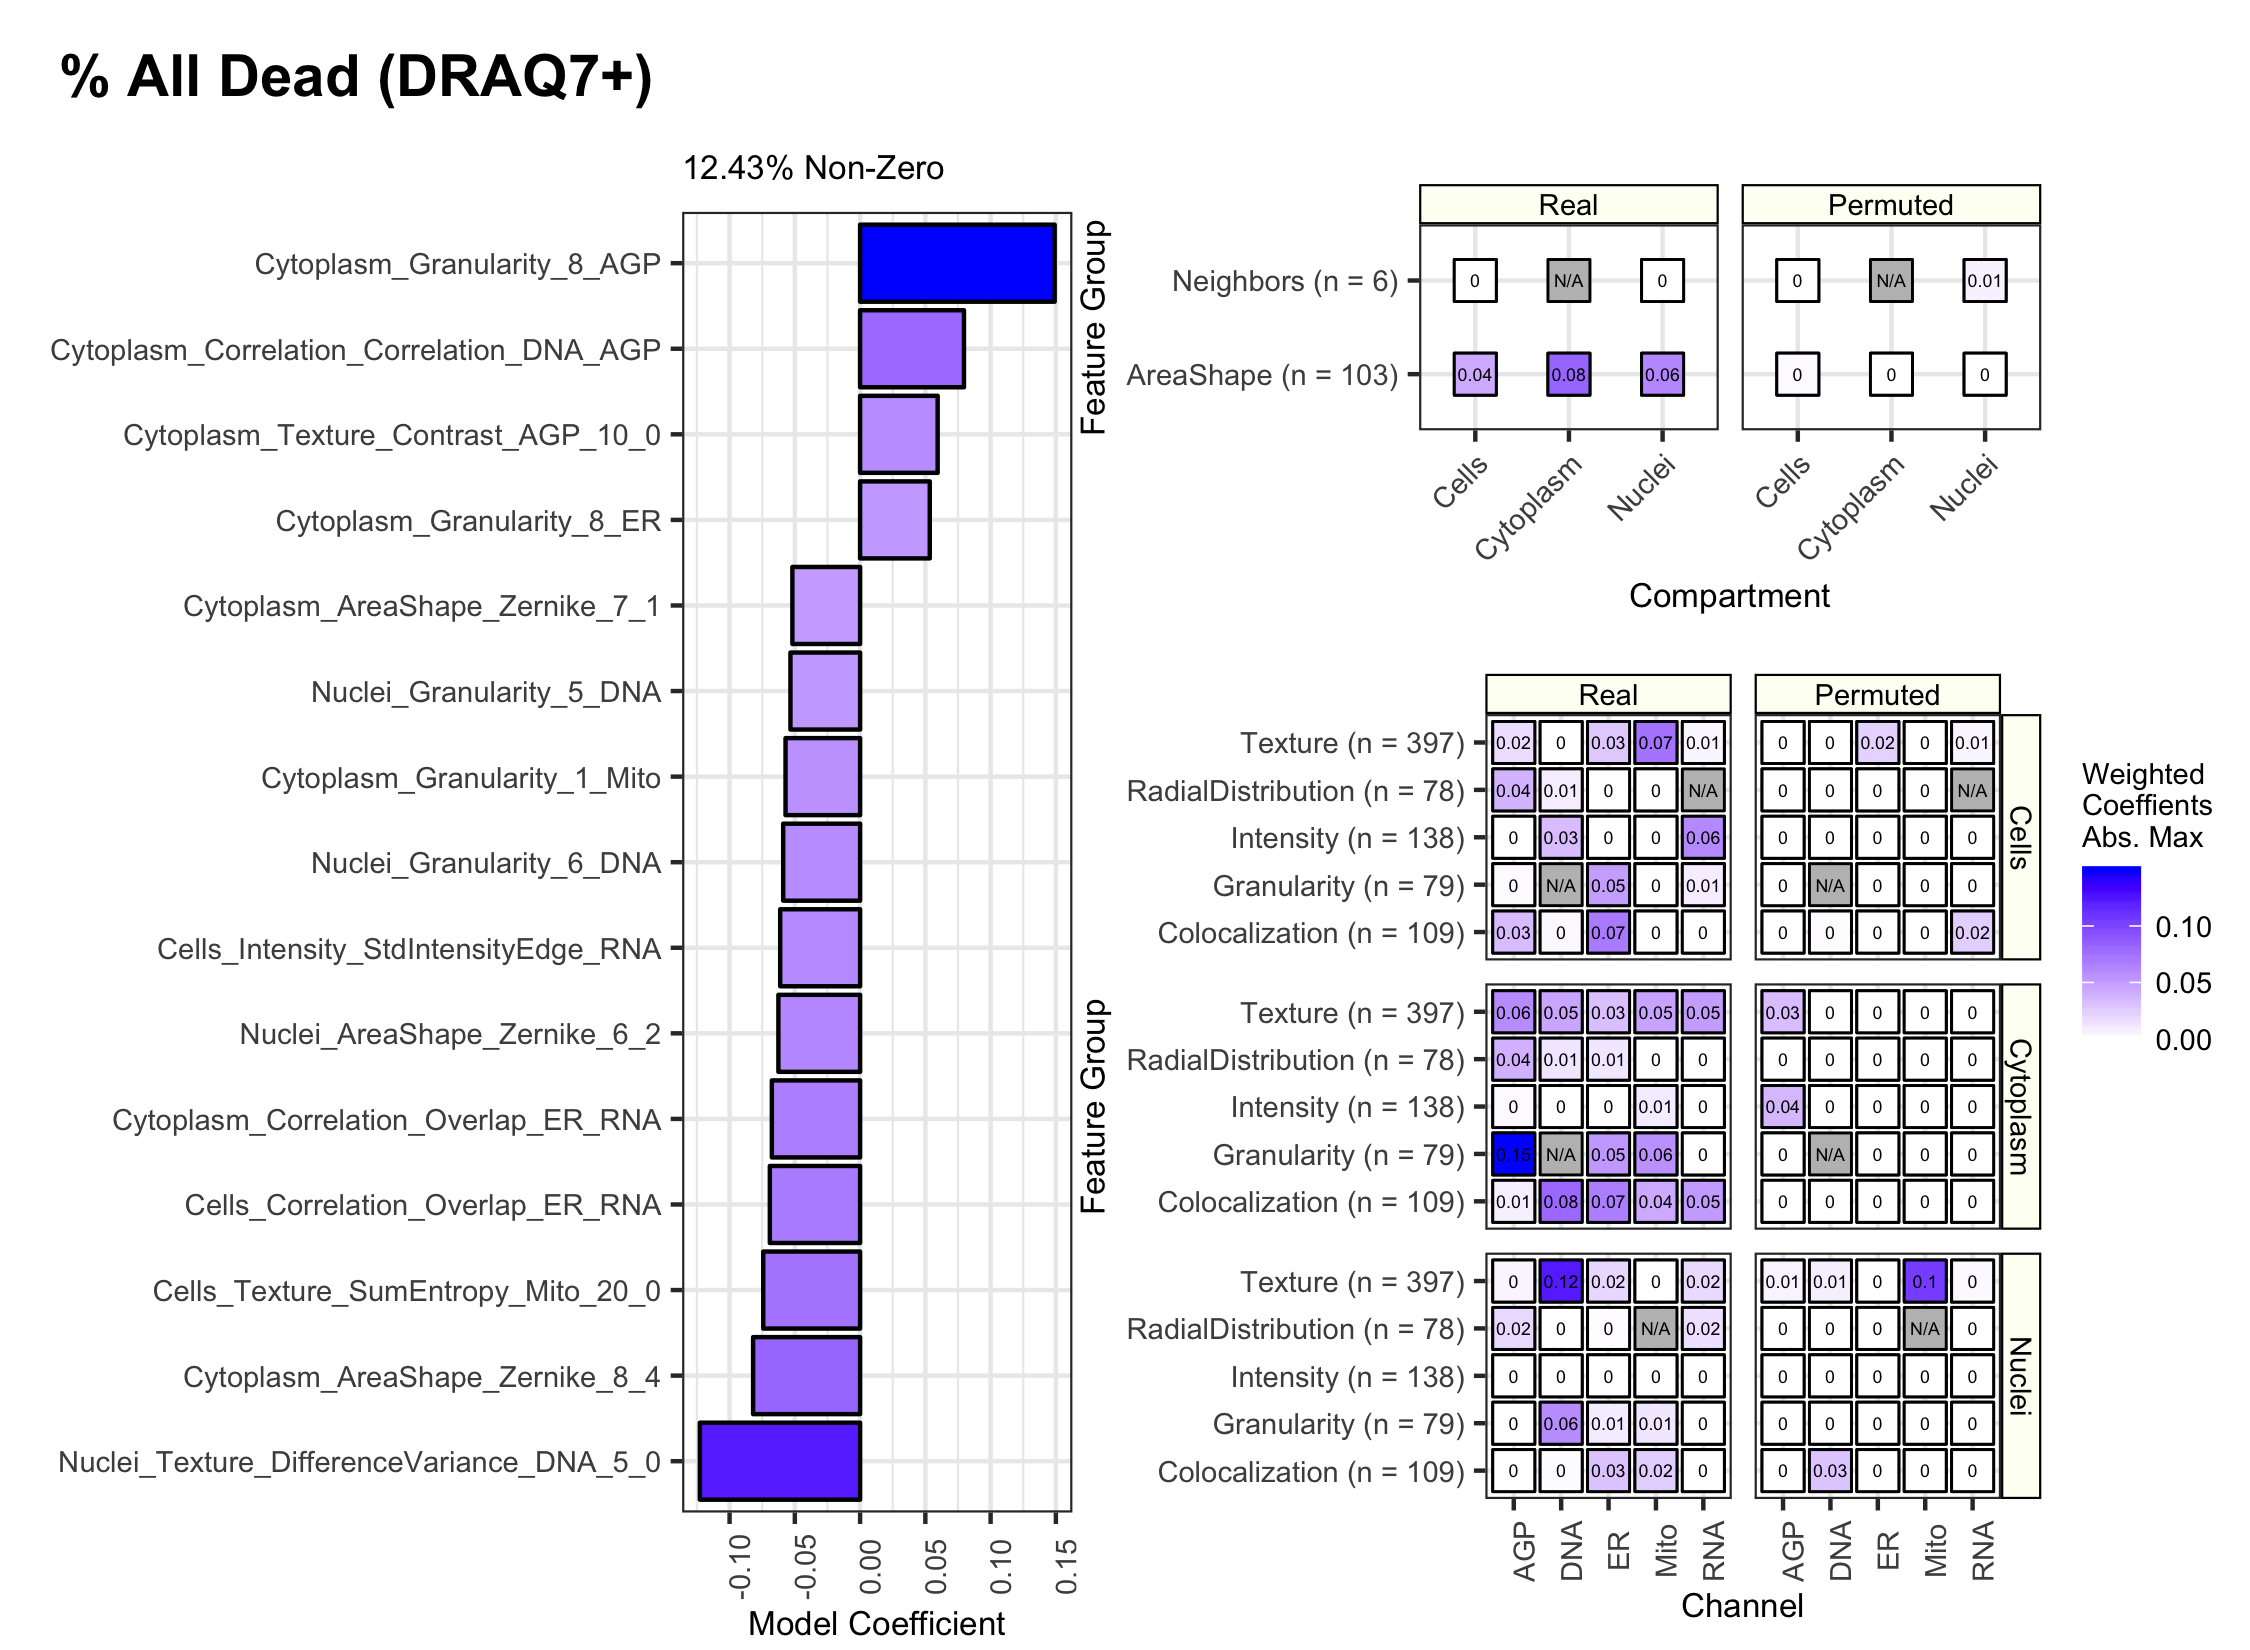 % All Dead (DRAQ7+)
12.43% Non-Zero
Cytoplasm_Granularity_8_AGP
Cytoplasm_Correlation_Correlation_DNA_AGP
Cytoplasm_Texture_Contrast_AGP_10_0
Cytoplasm_Granularity_8_ER
Cytoplasm_AreaShape_Zernike_7_1
Nuclei_Granularity_5_DNA
Cytoplasm_Granularity_1_Mito
Nuclei_Granularity_6_DNA
Cells_Intensity_StdIntensityEdge_RNA
Nuclei_AreaShape_Zernike_6_2
Cytoplasm_Correlation_Overlap_ER_RNA
Cells_Correlation_Overlap_ER_RNA
Cells_Texture_SumEntropy_Mito_20_0
Cytoplasm_AreaShape_Zernike_8_4
Nuclei_Texture_DifferenceVariance_DNA_5_0
-0.10 -0.05 0.00 0.05 0.10 0.15
Model Coefficient
Feature Group
Real Permuted
Neighbors (n = 6) 0 N/A 0 0 N/A 0.01
AreaShape (n = 103) 0.04 0.08 0.06 0 0 0
Cells Cytoplasm Nuclei Cells Cytoplasm Nuclei
Compartment
Feature Group
Real Permuted
Texture (n = 397) 0.02 0 0.03 0.07 0.01 0 0 0.02 0 0.01
RadialDistribution (n = 78) 0.04 0.01 0 0 N/A 0 0 0 0 N/A
Intensity (n = 138) 0 0.03 0 0 0.06 0 0 0 0 0
Granularity (n = 79) 0 N/A 0.05 0 0.01 0 N/A 0 0 0
Colocalization (n = 109) 0.03 0 0.07 0 0 0 0 0 0 0.02
Cells
Texture (n = 397) 0.06 0.05 0.03 0.05 0.05 0.03 0 0 0 0
RadialDistribution (n = 78) 0.04 0.01 0.01 0 0 0 0 0 0 0
Intensity (n = 138) 0 0 0 0.01 0 0.04 0 0 0 0
Granularity (n = 79) 0.15 N/A 0.05 0.06 0 0 N/A 0 0 0
Colocalization (n = 109) 0.01 0.08 0.07 0.04 0.05 0 0 0 0 0
Cytoplasm
Texture (n = 397) 0 0.12 0.02 0 0.02 0.01 0.01 0 0.1 0
RadialDistribution (n = 78) 0.02 0 0 N/A 0.02 0 0 0 N/A 0
Intensity (n = 138) 0 0 0 0 0 0 0 0 0 0
Granularity (n = 79) 0 0.06 0.01 0.01 0 0 0 0 0 0
Colocalization (n = 109) 0 0 0.03 0.02 0 0 0.03 0 0 0
Nuclei
AGP DNA ER Mito RNA AGP DNA ER Mito RNA
Channel
Weighted
Coeffients
Abs. Max
0.10
0.05
0.00